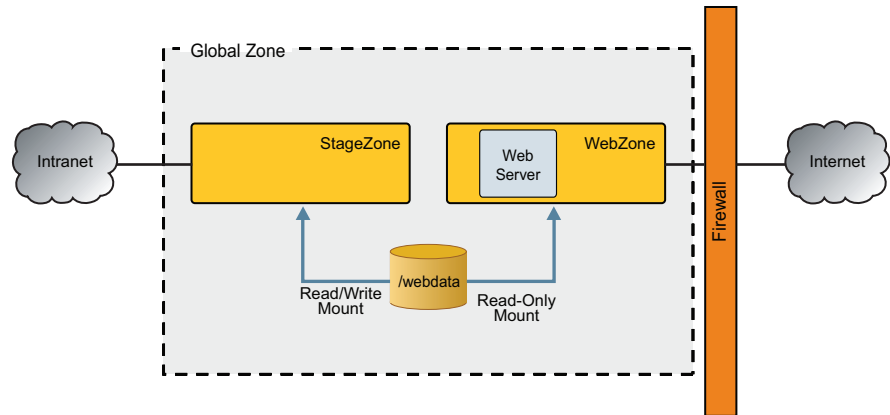 Global Zone
StageZone
WebZone
Web
Server
Intranet
Internet
Firewall
/webdata
Read/Write
Mount
Read-Only
Mount